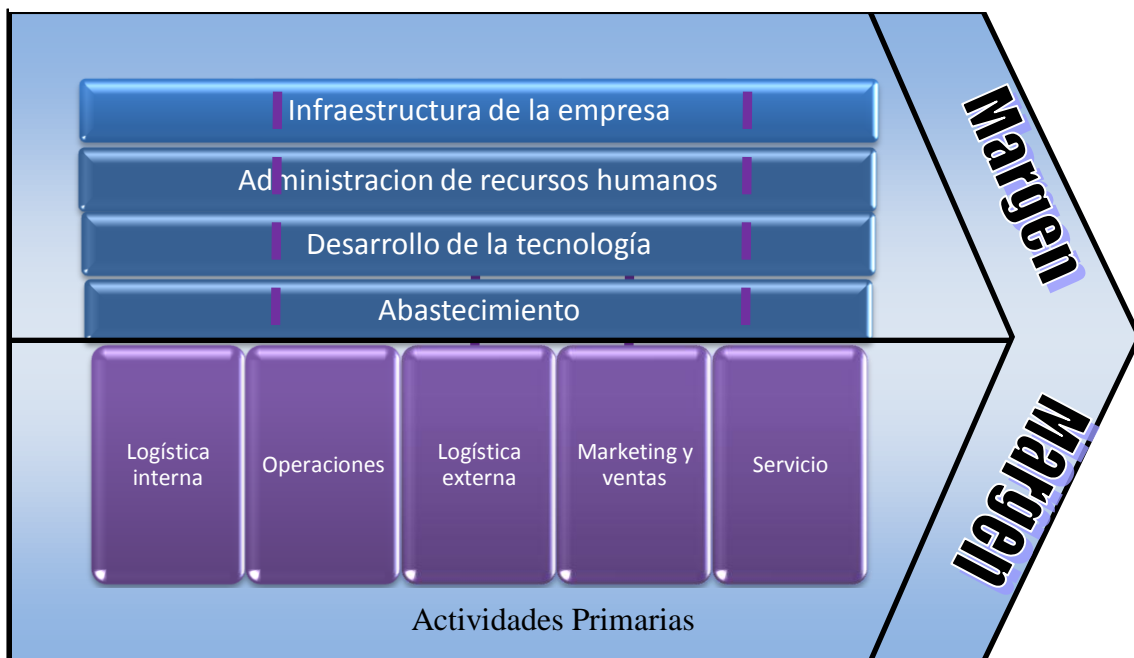 Infraestructura de la empresa
Administracion de recursos humanos
Desarrollo de la tecnología
Abastecimiento
Logística
interna
Operaciones
Logística
externa
Marketing y
ventas
Servicio
Actividades Primarias
Margen
Margen